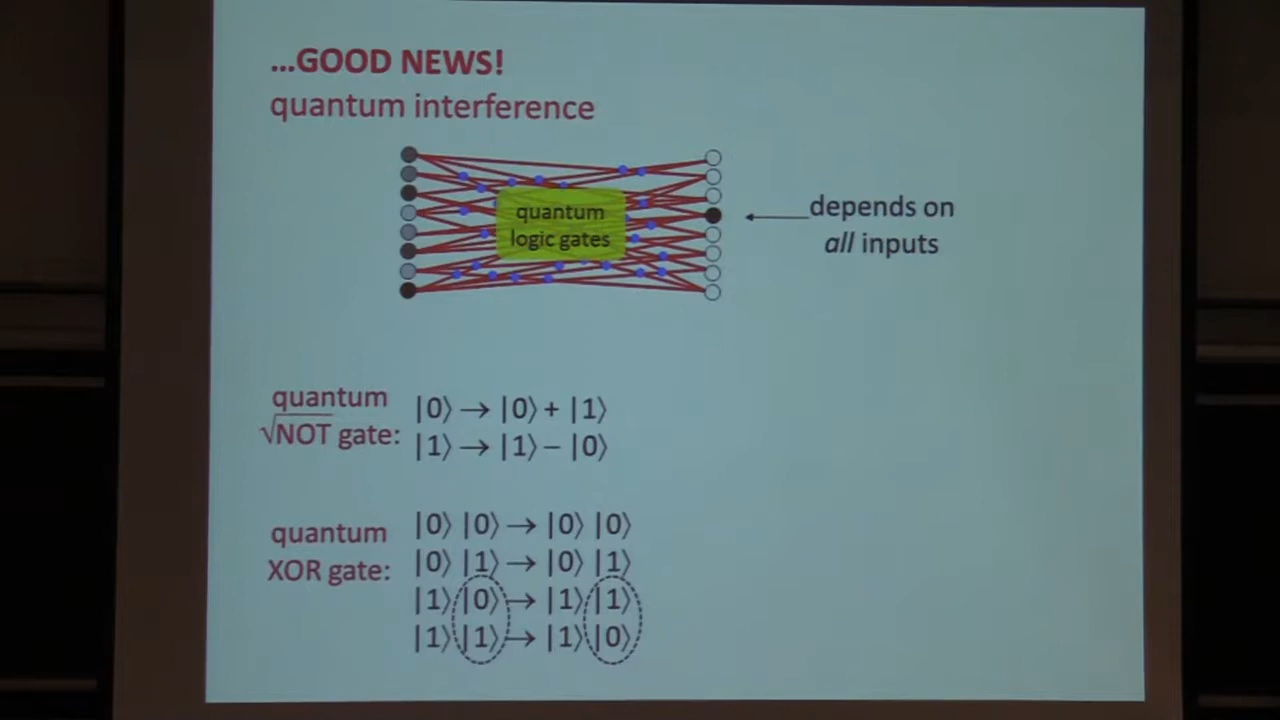 ...GOOD NEWS!
quantum interference
quantum
logic gates
depends on
all inputs
quantum
√NOT gate:
|0⟩ → |0⟩ + |1⟩
|1⟩ → |1⟩ − |0⟩
quantum
XOR gate:
|0⟩ |0⟩ → |0⟩ |0⟩
|0⟩ |1⟩ → |0⟩ |1⟩
|1⟩ |0⟩ → |1⟩ |1⟩
|1⟩ |1⟩ → |1⟩ |0⟩